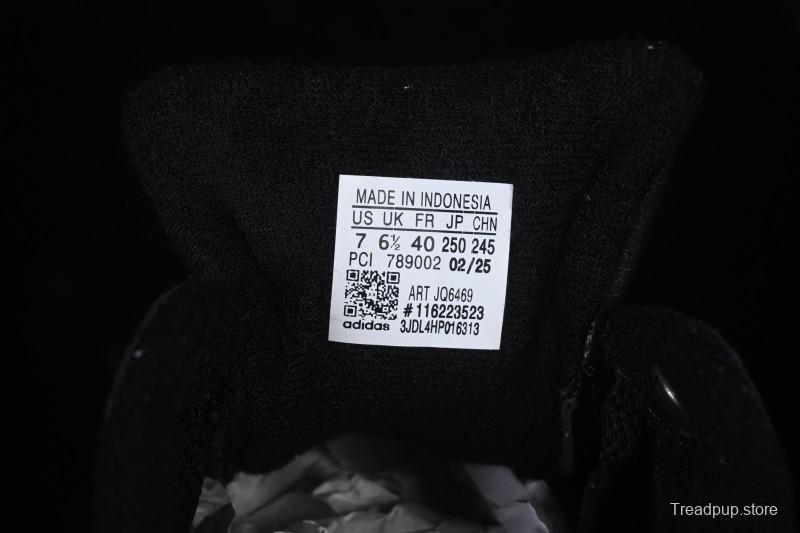 MADE IN INDONESIA
US UK FR JP CHN
7 6½ 40 250 245
PCI 789002 02/25
ART JQ6469
#116223523
adidas 3JDL4HP016313
Treadpup.store